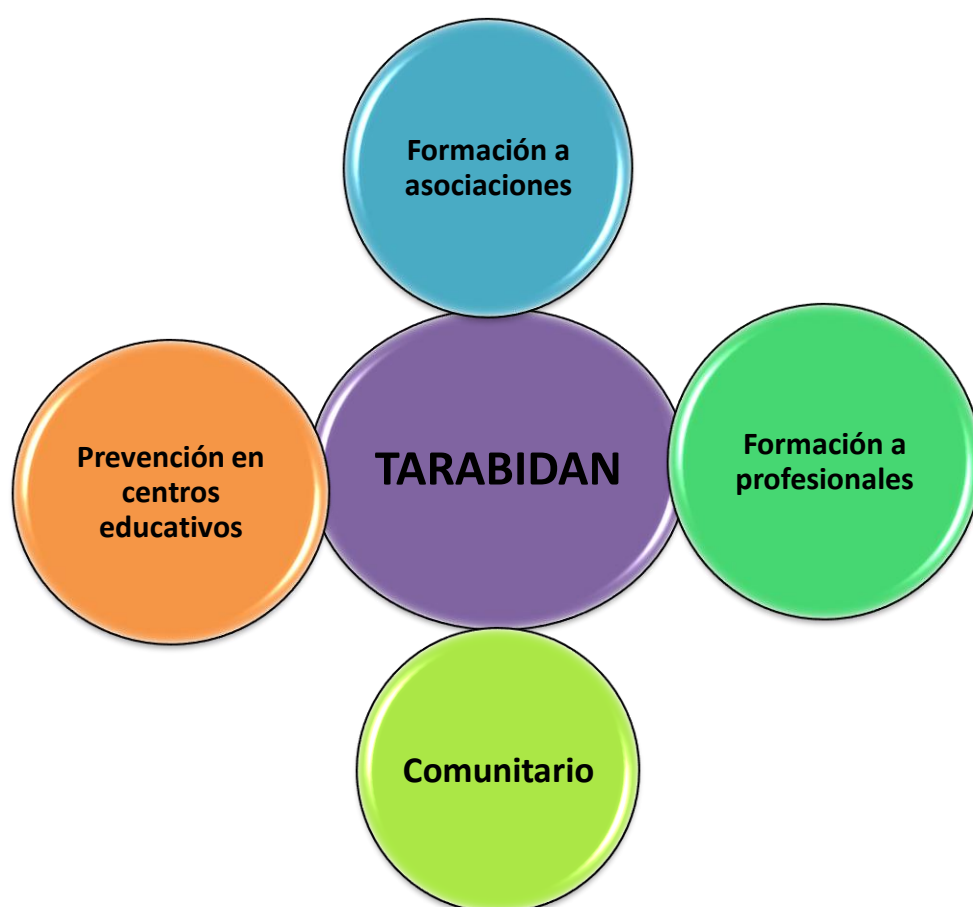 Formación a
asociaciones
Prevención en
centros
educativos
TARABIDAN
Formación a
profesionales
Comunitario